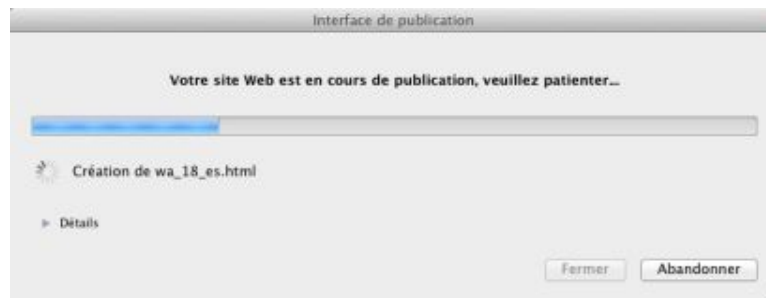 Interface de publication
Votre site Web est en cours de publication, veuillez patienter...
Création de wa_18_es.html
Détails
Fermer
Abandonner